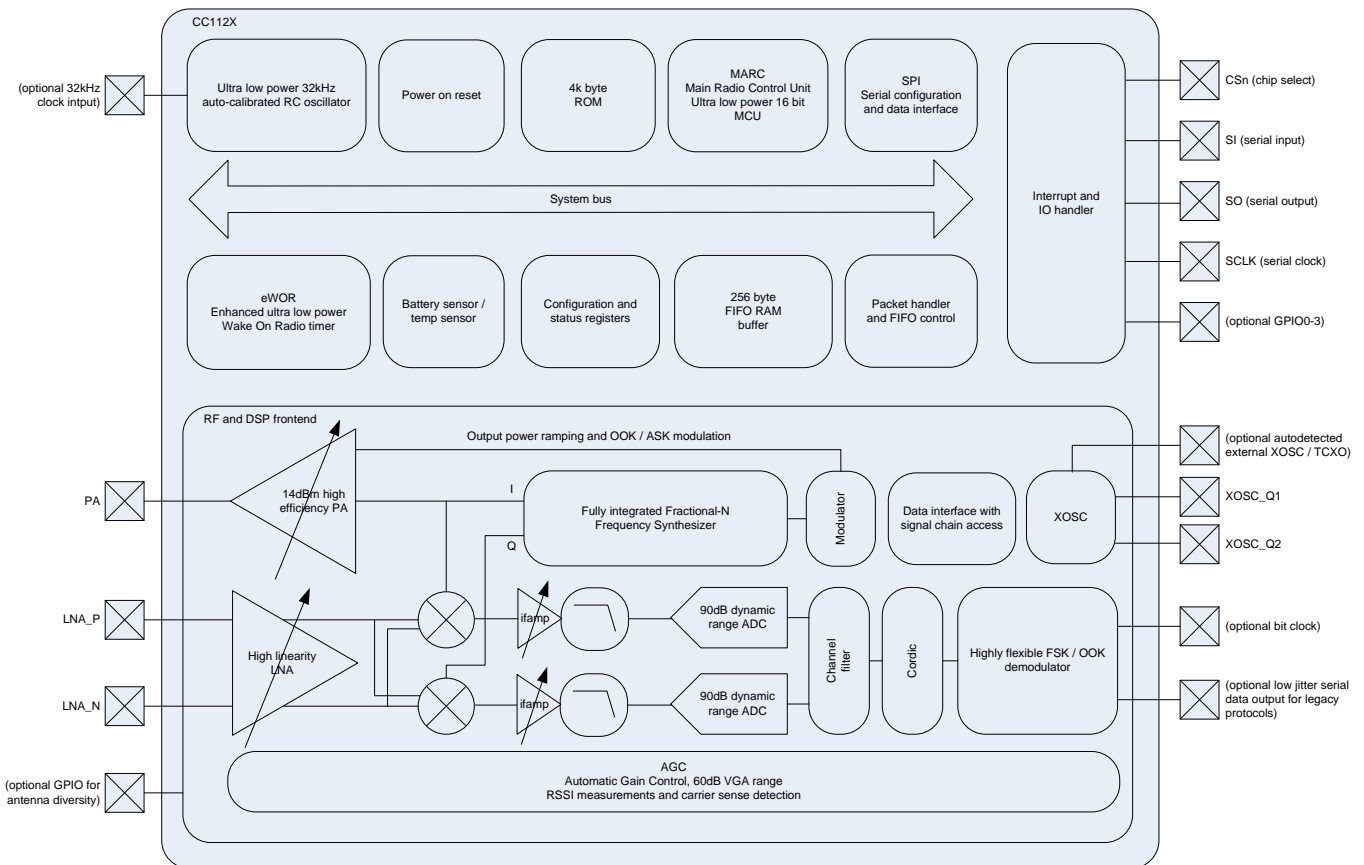 CC112X
(optional 32kHz
clock intput)
Ultra low power 32kHz
auto-calibrated RC oscillator
Power on reset
4k byte
ROM
MARC
Main Radio Control Unit
Ultra low power 16 bit
MCU
SPI
Serial configuration
and data interface
Interrupt and
IO handler
CSn (chip select)
SI (serial input)
SO (serial output)
SCLK (serial clock)
(optional GPIO0-3)
System bus
eWOR
Enhanced ultra low power
Wake On Radio timer
Battery sensor /
temp sensor
Configuration and
status registers
256 byte
FIFO RAM
buffer
Packet handler
and FIFO control
RF and DSP frontend
Output power ramping and OOK / ASK modulation
(optional autodetected
external XOSC / TCXO)
PA
14dBm high
efficiency PA
I
Q
Fully integrated Fractional-N
Frequency Synthesizer
Modulator
Data interface with
signal chain access
XOSC
XOSC_Q1
XOSC_Q2
LNA_P
LNA_N
High linearity
LNA
ifamp
90dB dynamic
range ADC
ifamp
90dB dynamic
range ADC
Channel
filter
Cordic
Highly flexible FSK / OOK
demodulator
(optional bit clock)
(optional low jitter serial
data output for legacy
protocols)
(optional GPIO for
antenna diversity)
AGC
Automatic Gain Control, 60dB VGA range
RSSI measurements and carrier sense detection